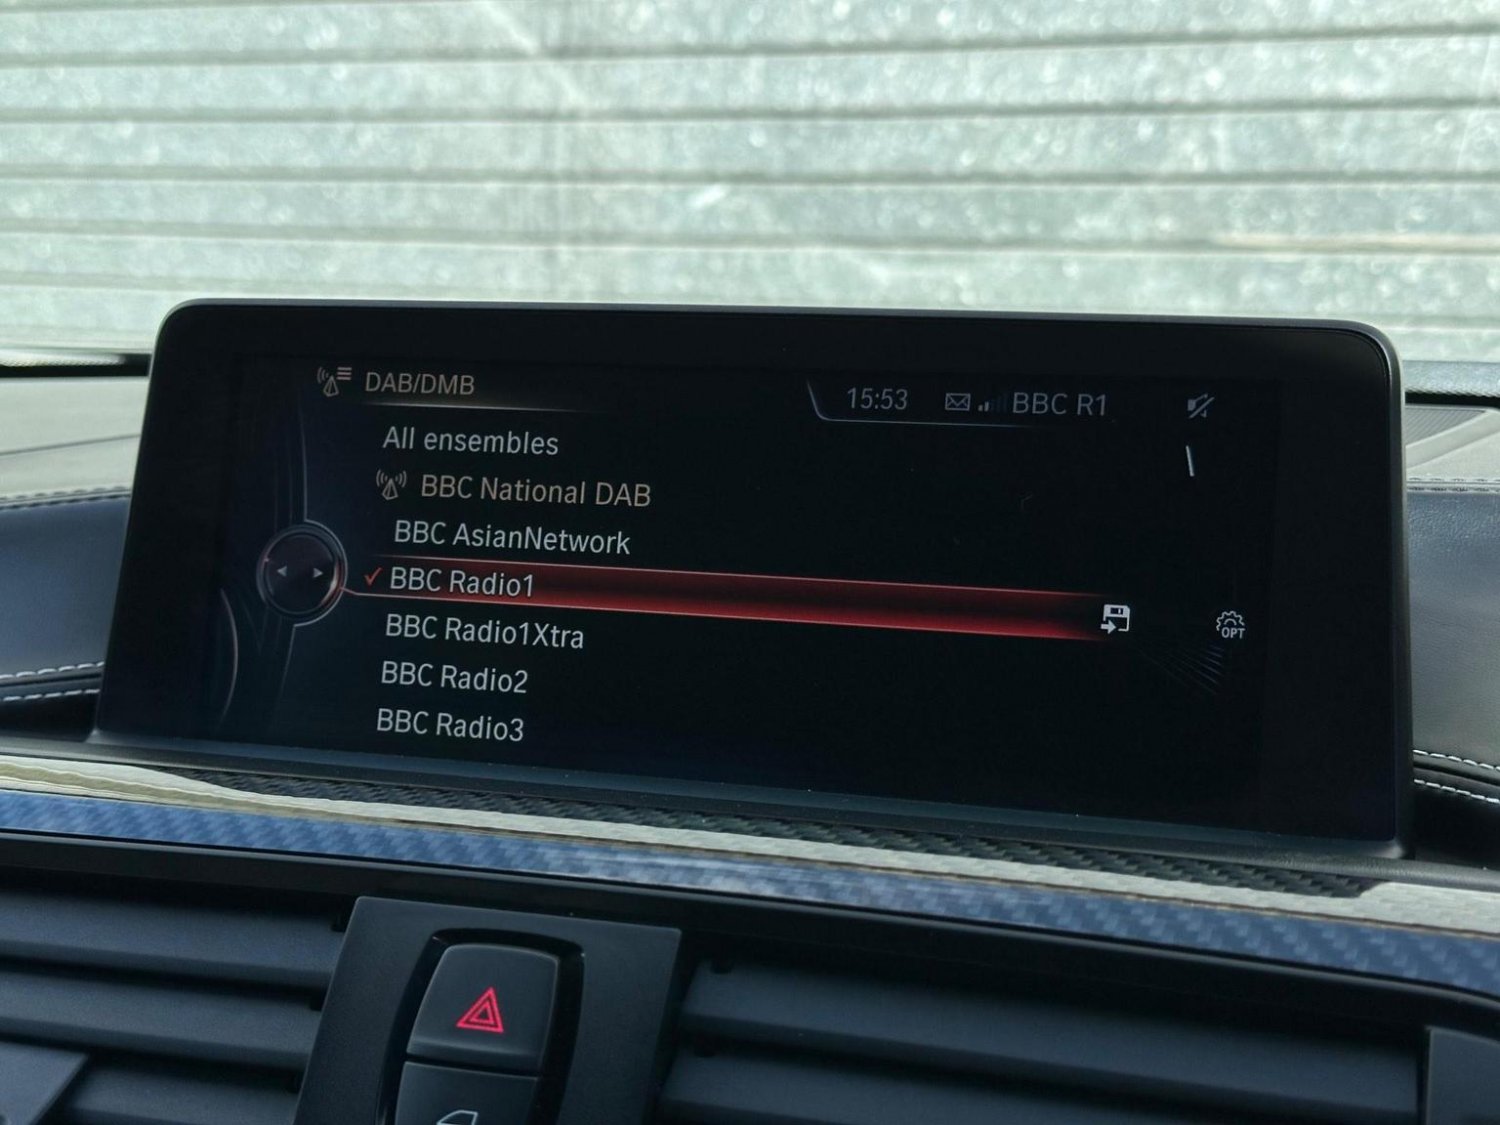 DAB/DMB
15:53 BBC R1
All ensembles
BBC National DAB
BBC AsianNetwork
BBC Radio1
OPT
BBC Radio1Xtra
BBC Radio2
BBC Radio3